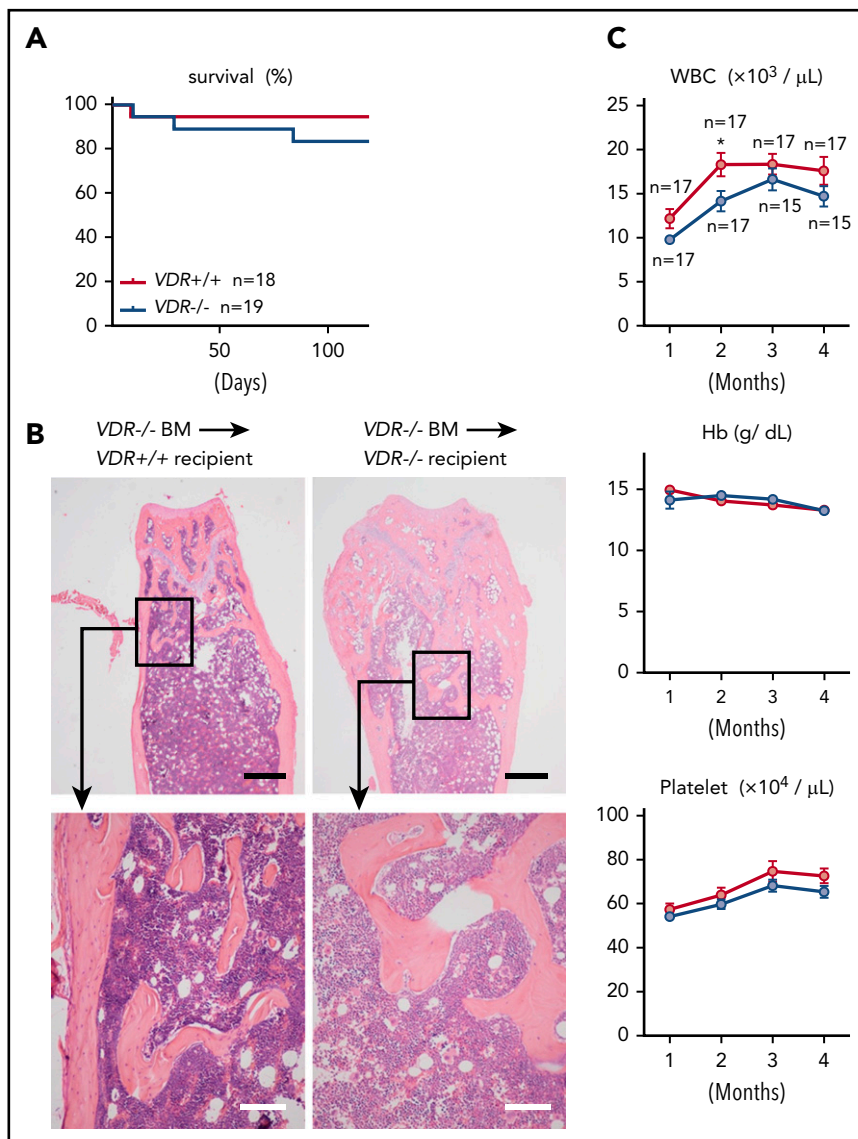 A
survival (%)
100
80
60
40
20
0
VDR+/+ n=18
VDR-/- n=19
50
100
(Days)
B
VDR-/- BM
VDR+/+ recipient
VDR-/- BM
VDR-/- recipient
C
WBC (×10³ / μL)
25
20
15
10
5
0
n=17
n=17
*
n=17
n=17
n=17
n=17
n=15
n=15
1 2 3 4
(Months)
Hb (g/ dL)
15
10
5
15
0
1 2 3 4
(Months)
Platelet (×10⁴ / μL)
100
80
60
40
20
0
1 2 3 4
(Months)